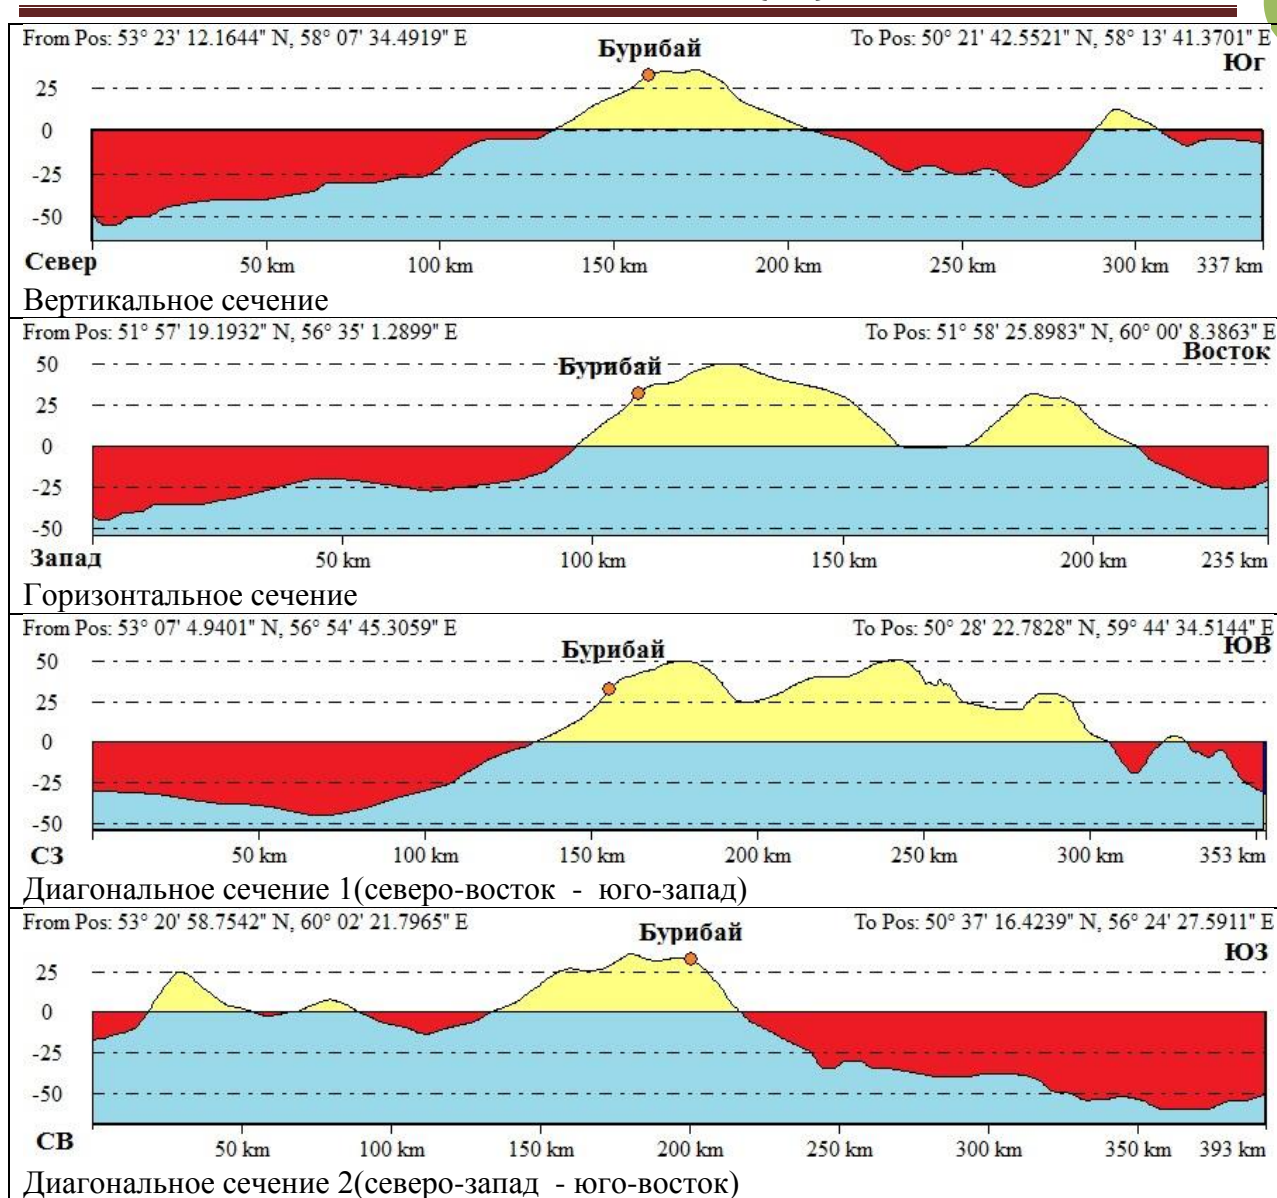 From Pos: 53° 23' 12.1644" N, 58° 07' 34.4919" E To Pos: 50° 21' 42.5521" N, 58° 13' 41.3701" E
Бурибай
Юг
25
0
-25
-50
Север 50 km 100 km 150 km 200 km 250 km 300 km 337 km
Вертикальное сечение
From Pos: 51° 57' 19.1932" N, 56° 35' 1.2899" E To Pos: 51° 58' 25.8983" N, 60° 00' 8.3863" E
Восток
50
Бурибай
25
0
-25
-50
Запад 50 km 100 km 150 km 200 km 235 km
Горизонтальное сечение
From Pos: 53° 07' 4.9401" N, 56° 54' 45.3059" E To Pos: 50° 28' 22.7828" N, 59° 44' 34.5144" E
Бурибай
ЮВ
50
25
0
-25
-50
СЗ 50 km 100 km 150 km 200 km 250 km 300 km 353 km
Диагональное сечение 1(северо-восток - юго-запад)
From Pos: 53° 20' 58.7542" N, 60° 02' 21.7965" E To Pos: 50° 37' 16.4239" N, 56° 24' 27.5911" E
Бурибай
ЮЗ
25
0
-25
-50
СВ 50 km 100 km 150 km 200 km 250 km 300 km 350 km 393 km
Диагональное сечение 2(северо-запад - юго-восток)